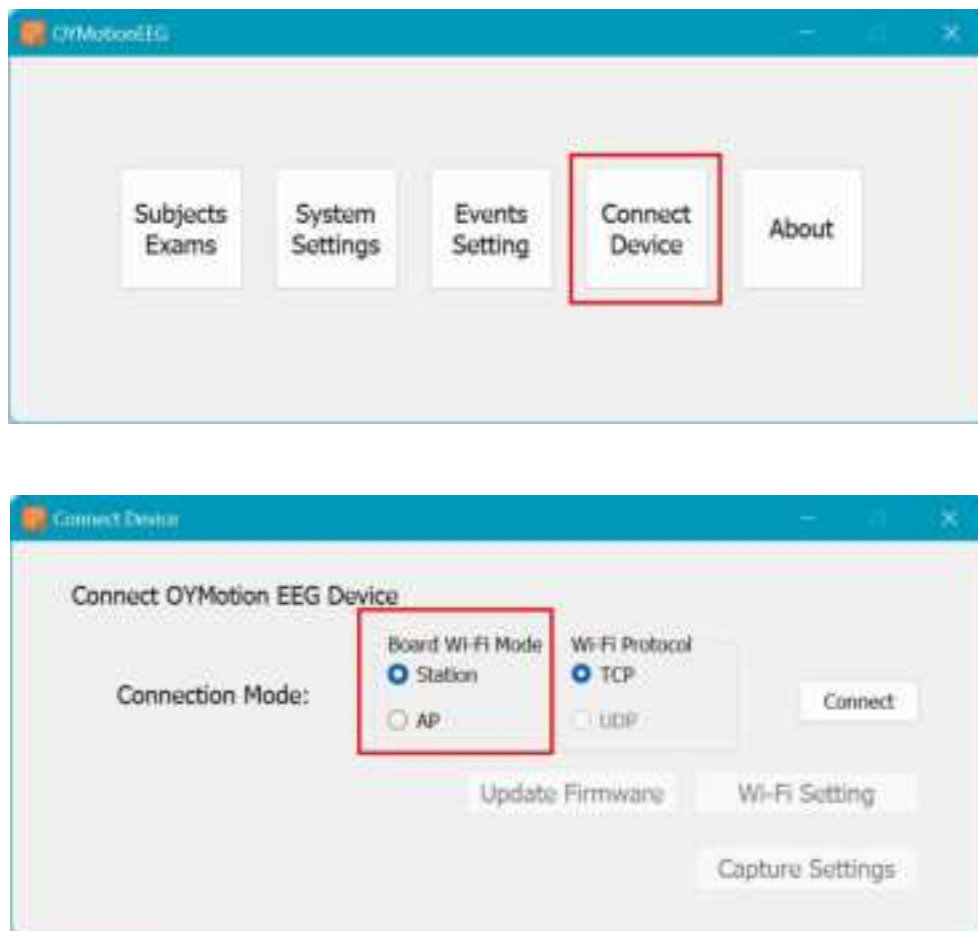 OYMotionEEG
Subjects
Exams
System
Settings
Events
Setting
Connect
Device
About
Connect Device
Connect OYMotion EEG Device
Connection Mode:
Board Wi-Fi Mode
Station
AP
Wi-Fi Protocol
TCP
UDP
Connect
Update Firmware
Wi-Fi Setting
Capture Settings